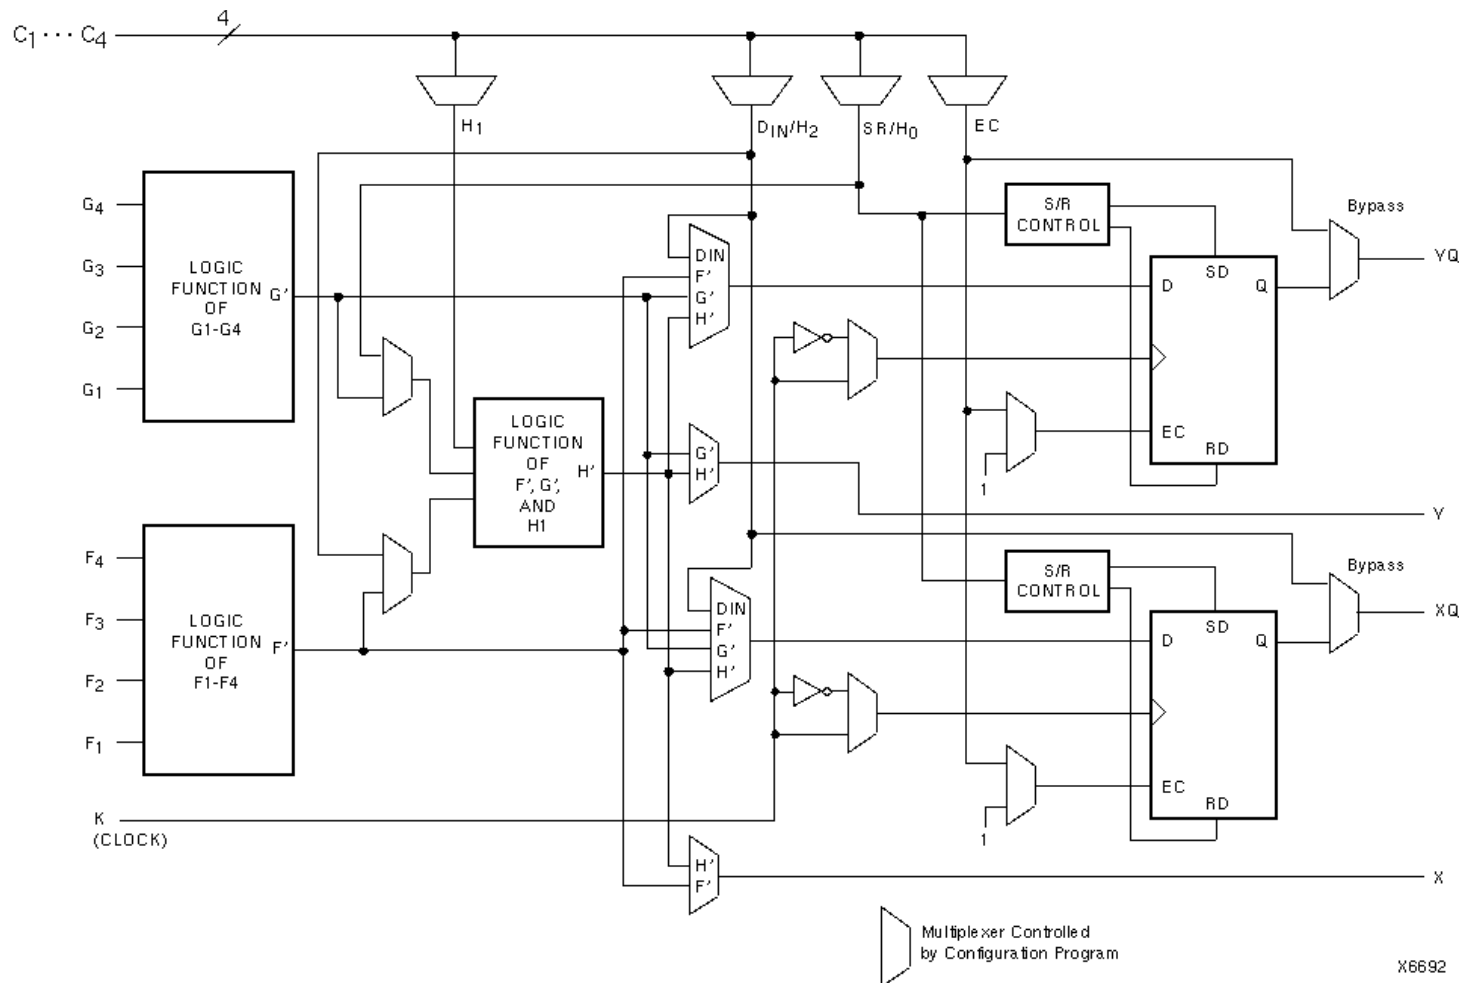 C1 ··· C4
4
H1
DIN/H2
SR/H0
EC
G4
G3
G2
G1
LOGIC
FUNCTION
OF
G1-G4
G'
DIN
F'
G'
H'
S/R
CONTROL
Bypass
YQ
D
SD
Q
EC
RD
1
LOGIC
FUNCTION
OF
F', G',
AND
H1
H'
G'
H'
Y
F4
F3
F2
F1
LOGIC
FUNCTION
OF
F1-F4
F'
DIN
F'
G'
H'
S/R
CONTROL
Bypass
XQ
D
SD
Q
EC
RD
1
K
(CLOCK)
H'
F'
X
Multiplexer Controlled
by Configuration Program
X6692